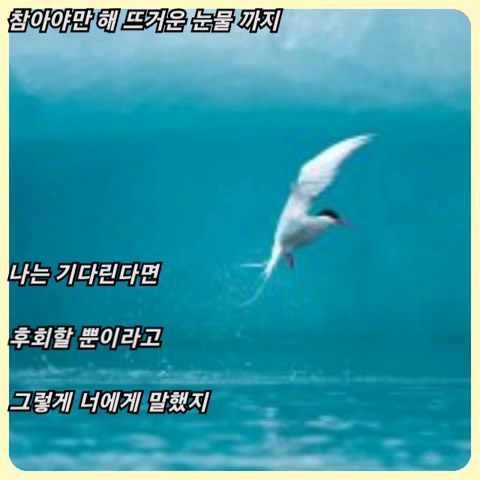 참아야만 해 뜨거운 눈물 까지
나는 기다린다면
후회할 뿐이라고
그렇게 너에게 말했지